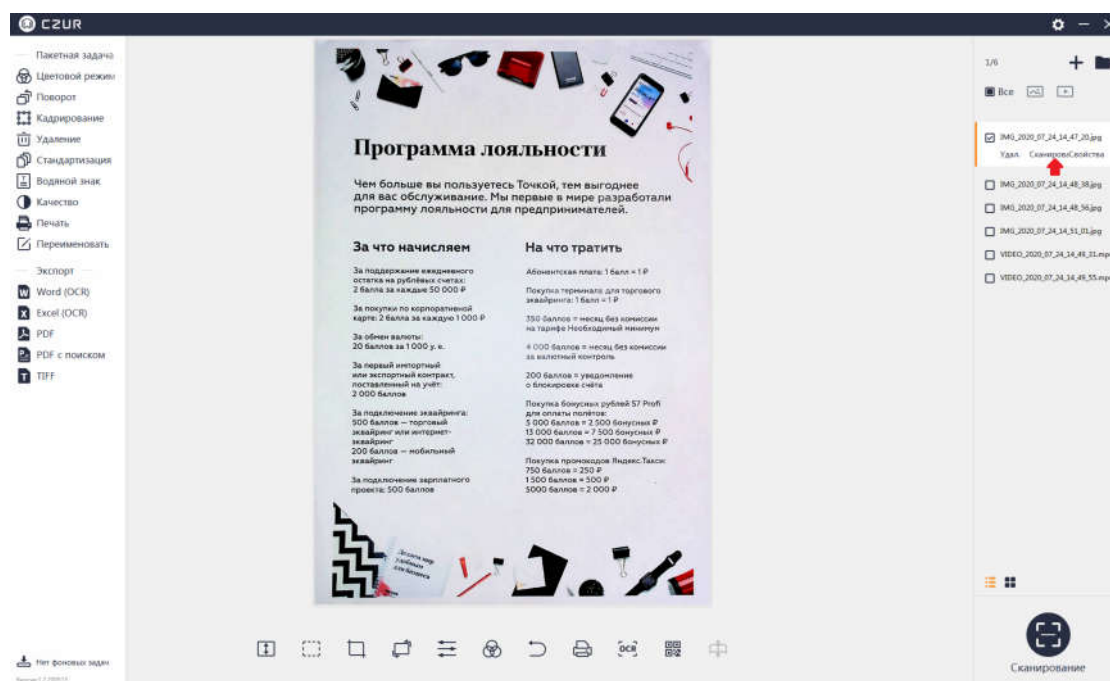 CZUR
Пакетная задача
Цветовой режим
Поворот
Кадрирование
Удаление
Стандартизация
Водяной знак
Качество
Печать
Переименовать
Экспорт
Word (OCR)
Excel (OCR)
PDF
PDF с поиском
TIFF
Нет фоновых задач
Программа лояльности
Чем больше вы пользуетесь Точкой, тем выгоднее
для вас обслуживание. Мы первые в мире разработали
программу лояльности для предпринимателей.
За что начисляем
За поддержание ежедневного
остатка на рублёвых счетах:
2 балла за каждые 50 000 ₽
За покупки по корпоративной
карте: 2 балла за каждую 1 000 ₽
За обмен валюты:
20 баллов за 1 000 у. е.
За первый импортный
или экспортный контракт,
поставленный на учёт:
2 000 баллов
За подключение эквайринга:
500 баллов — торговый
эквайринг или интернет-
эквайринг
200 баллов — мобильный
эквайринг
За подключение зарплатного
проекта: 500 баллов
На что тратить
Абонентская плата: 1 балл = 1 ₽
Покупка терминала для торгового
эквайринга: 1 балл = 1 ₽
350 баллов = месяц без комиссии
на тарифе Необходимый минимум
4 000 баллов = месяц без комиссии
за валютный контроль
200 баллов = уведомление
о блокировке счёта
Покупка бонусных рублей S7 Profi
для оплаты полётов:
5 000 баллов = 2 500 бонусных ₽
13 000 баллов = 7 500 бонусных ₽
32 000 баллов = 25 000 бонусных ₽
Покупка промокодов Яндекс.Такси:
750 баллов = 250 ₽
1 500 баллов = 500 ₽
5000 баллов = 2 000 ₽
Делаем мир
удобным
для бизнеса
OCR
1/6
Все
IMG_2020_07_24_14_47_20.jpg
Удал. СканироваСвойства
IMG_2020_07_24_14_48_38.jpg
IMG_2020_07_24_14_48_56.jpg
IMG_2020_07_24_14_51_01.jpg
VIDEO_2020_07_24_14_49_31.mp
VIDEO_2020_07_24_14_49_55.mp
Сканирование